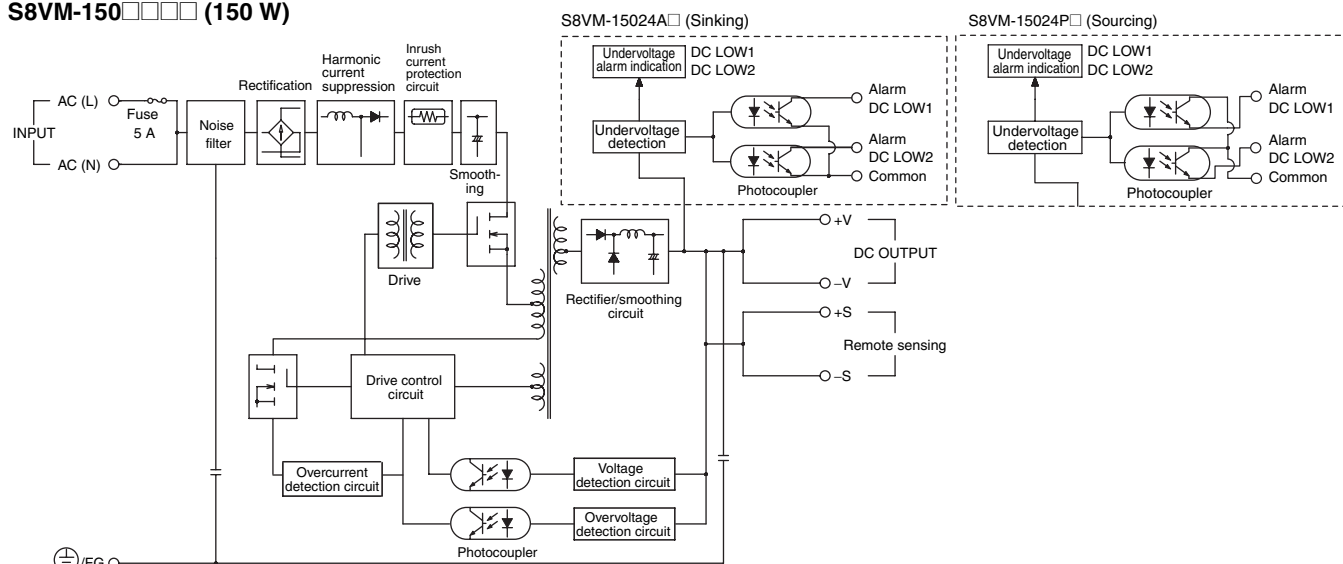 S8VM-150□□□□ (150 W)
S8VM-15024A□ (Sinking)
S8VM-15024P□ (Sourcing)
Undervoltage
alarm indication
DC LOW1
DC LOW2
Undervoltage
detection
Alarm
DC LOW1
Alarm
DC LOW2
Common
Photocoupler
Undervoltage
alarm indication
DC LOW1
DC LOW2
Undervoltage
detection
Alarm
DC LOW1
Alarm
DC LOW2
Common
Photocoupler
INPUT
AC (L)
AC (N)
Fuse
5 A
Noise
filter
Rectification
Harmonic
current
suppression
Inrush
current
protection
circuit
Smooth-
ing
Drive
Rectifier/smoothing
circuit
+V
DC OUTPUT
–V
+S
Remote sensing
–S
Drive control
circuit
Overcurrent
detection circuit
Voltage
detection circuit
Overvoltage
detection circuit
Photocoupler
/FG